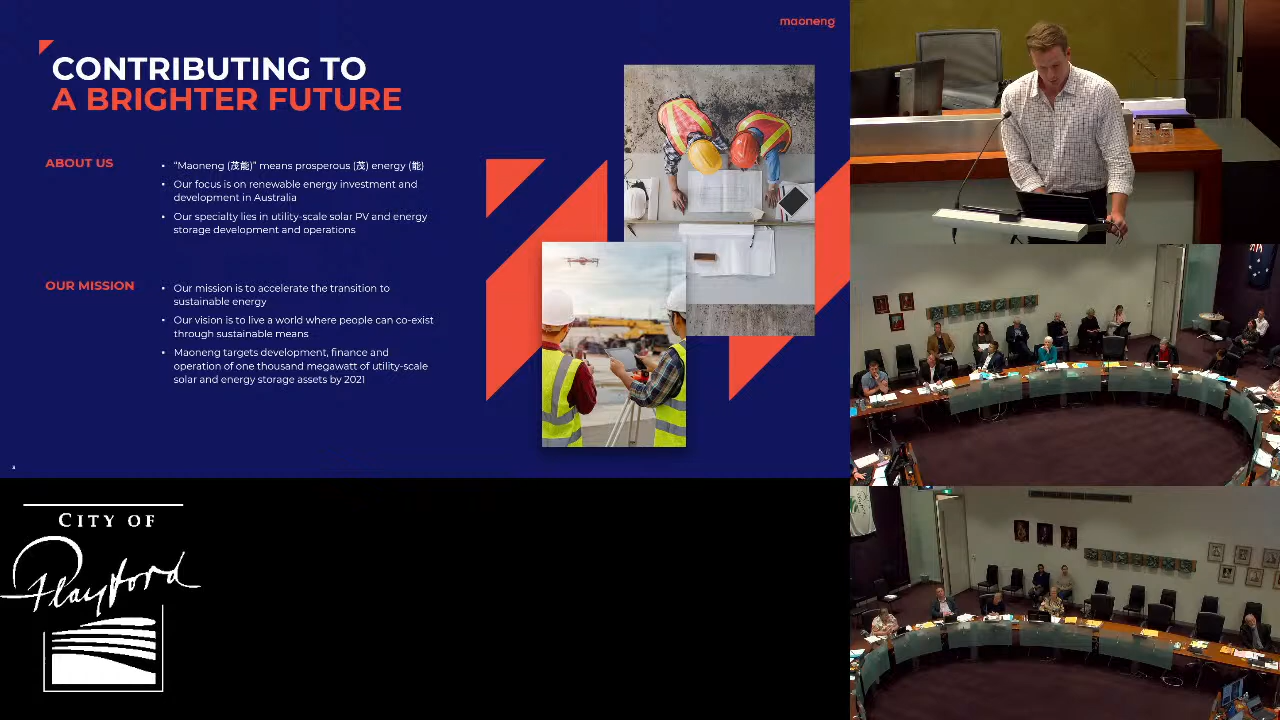 maoneng
CONTRIBUTING TO
A BRIGHTER FUTURE
ABOUT US
• "Maoneng (茂能)" means prosperous (茂) energy (能)
• Our focus is on renewable energy investment and
development in Australia
• Our specialty lies in utility-scale solar PV and energy
storage development and operations
OUR MISSION
• Our mission is to accelerate the transition to
sustainable energy
• Our vision is to live a world where people can co-exist
through sustainable means
• Maoneng targets development, finance and
operation of one thousand megawatt of utility-scale
solar and energy storage assets by 2021
CITY OF
Playford